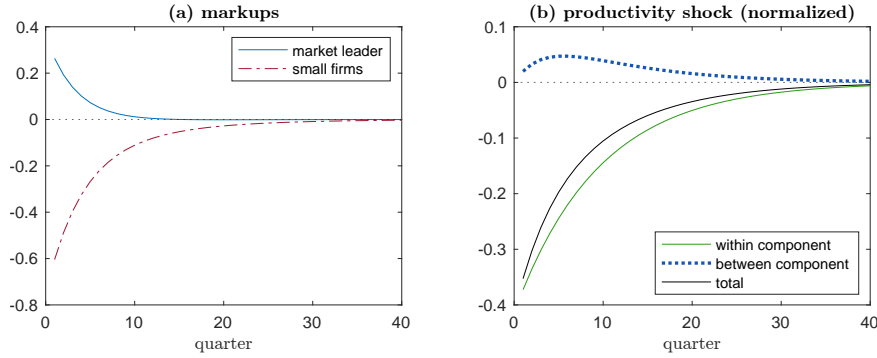 (a) markups
0.4
0.2
0
-0.2
-0.4
-0.6
-0.8
0
10
20
30
40
quarter
market leader
small firms
(b) productivity shock (normalized)
0.1
0
-0.1
-0.2
-0.3
-0.4
0
10
20
30
40
quarter
within component
between component
total